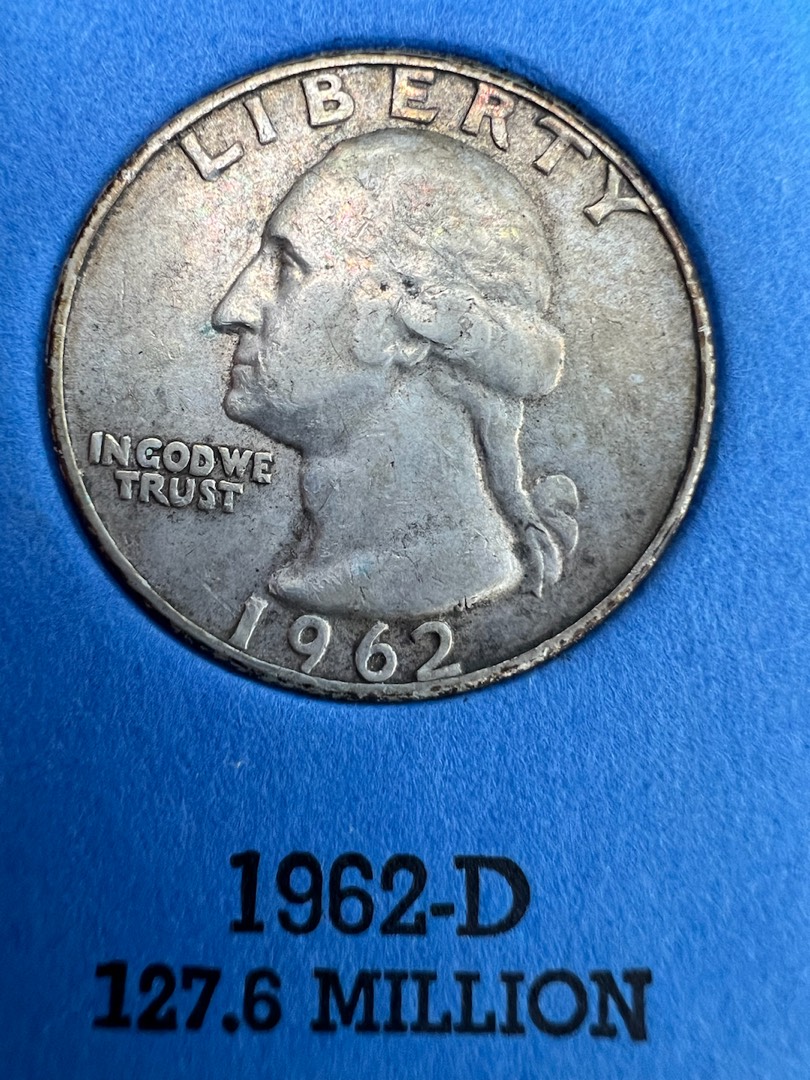 LIBERTY
IN GOD WE
TRUST
1962
1962-D
127.6 MILLION